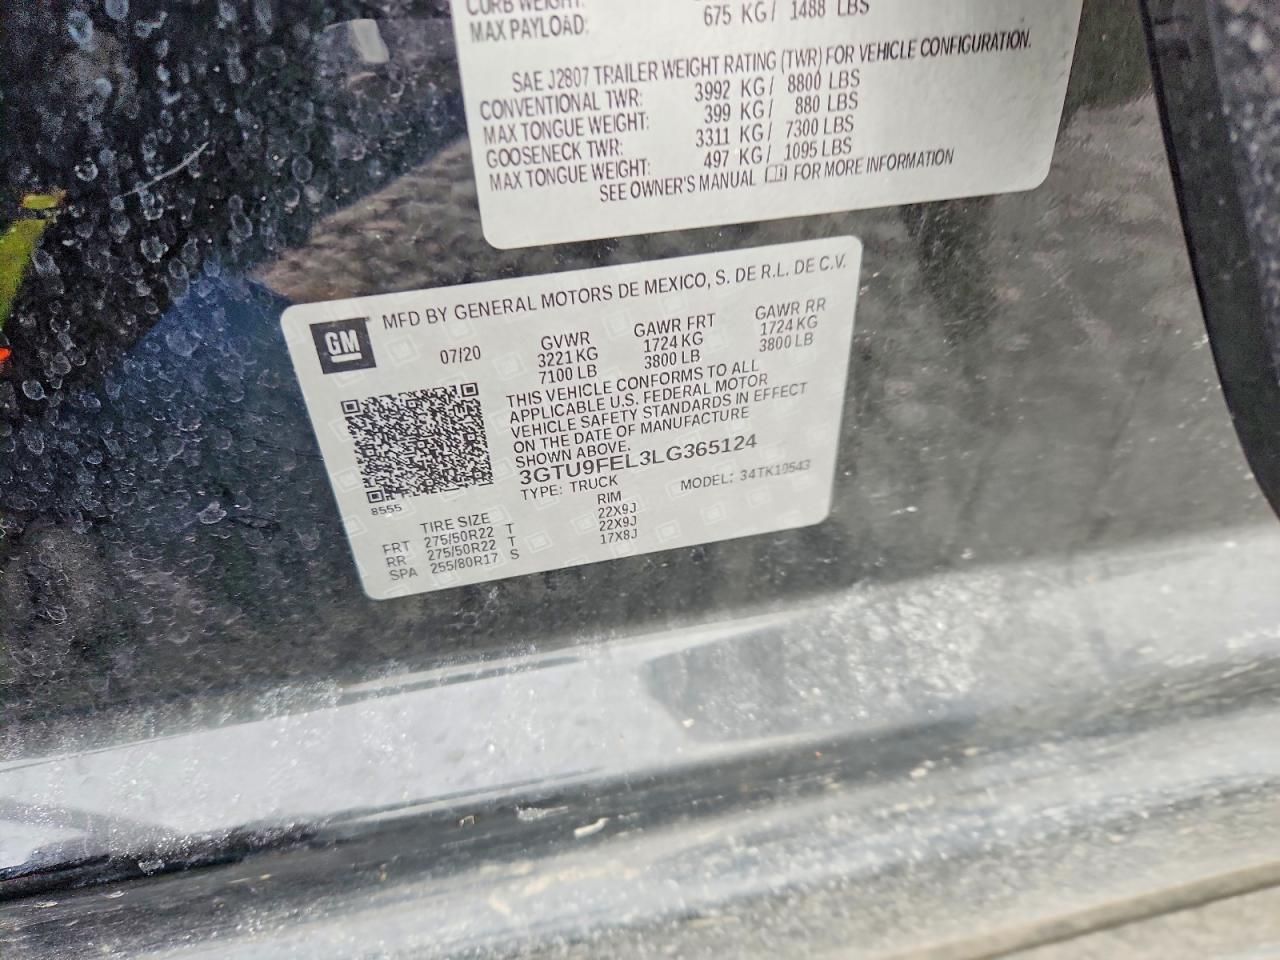 CURB WEIGHT:
MAX PAYLOAD: 675 KG/ 1488 LBS
SAE J2807 TRAILER WEIGHT RATING (TWR) FOR VEHICLE CONFIGURATION.
CONVENTIONAL TWR: 3992 KG/ 8800 LBS
MAX TONGUE WEIGHT: 399 KG/ 880 LBS
GOOSENECK TWR: 3311 KG/ 7300 LBS
MAX TONGUE WEIGHT: 497 KG/ 1095 LBS
SEE OWNER'S MANUAL FOR MORE INFORMATION
GM
MFD BY GENERAL MOTORS DE MEXICO, S. DE R.L. DE C.V.
07/20 GVWR GAWR FRT GAWR RR
3221 KG 1724 KG 1724 KG
7100 LB 3800 LB 3800 LB
THIS VEHICLE CONFORMS TO ALL
APPLICABLE U.S. FEDERAL MOTOR
VEHICLE SAFETY STANDARDS IN EFFECT
ON THE DATE OF MANUFACTURE
SHOWN ABOVE.
3GTU9FEL3LG365124
TYPE: TRUCK MODEL: 34TK10543
8555
TIRE SIZE RIM
FRT 275/50R22 T 22X9J
RR 275/50R22 T 22X9J
SPA 255/80R17 S 17X8J